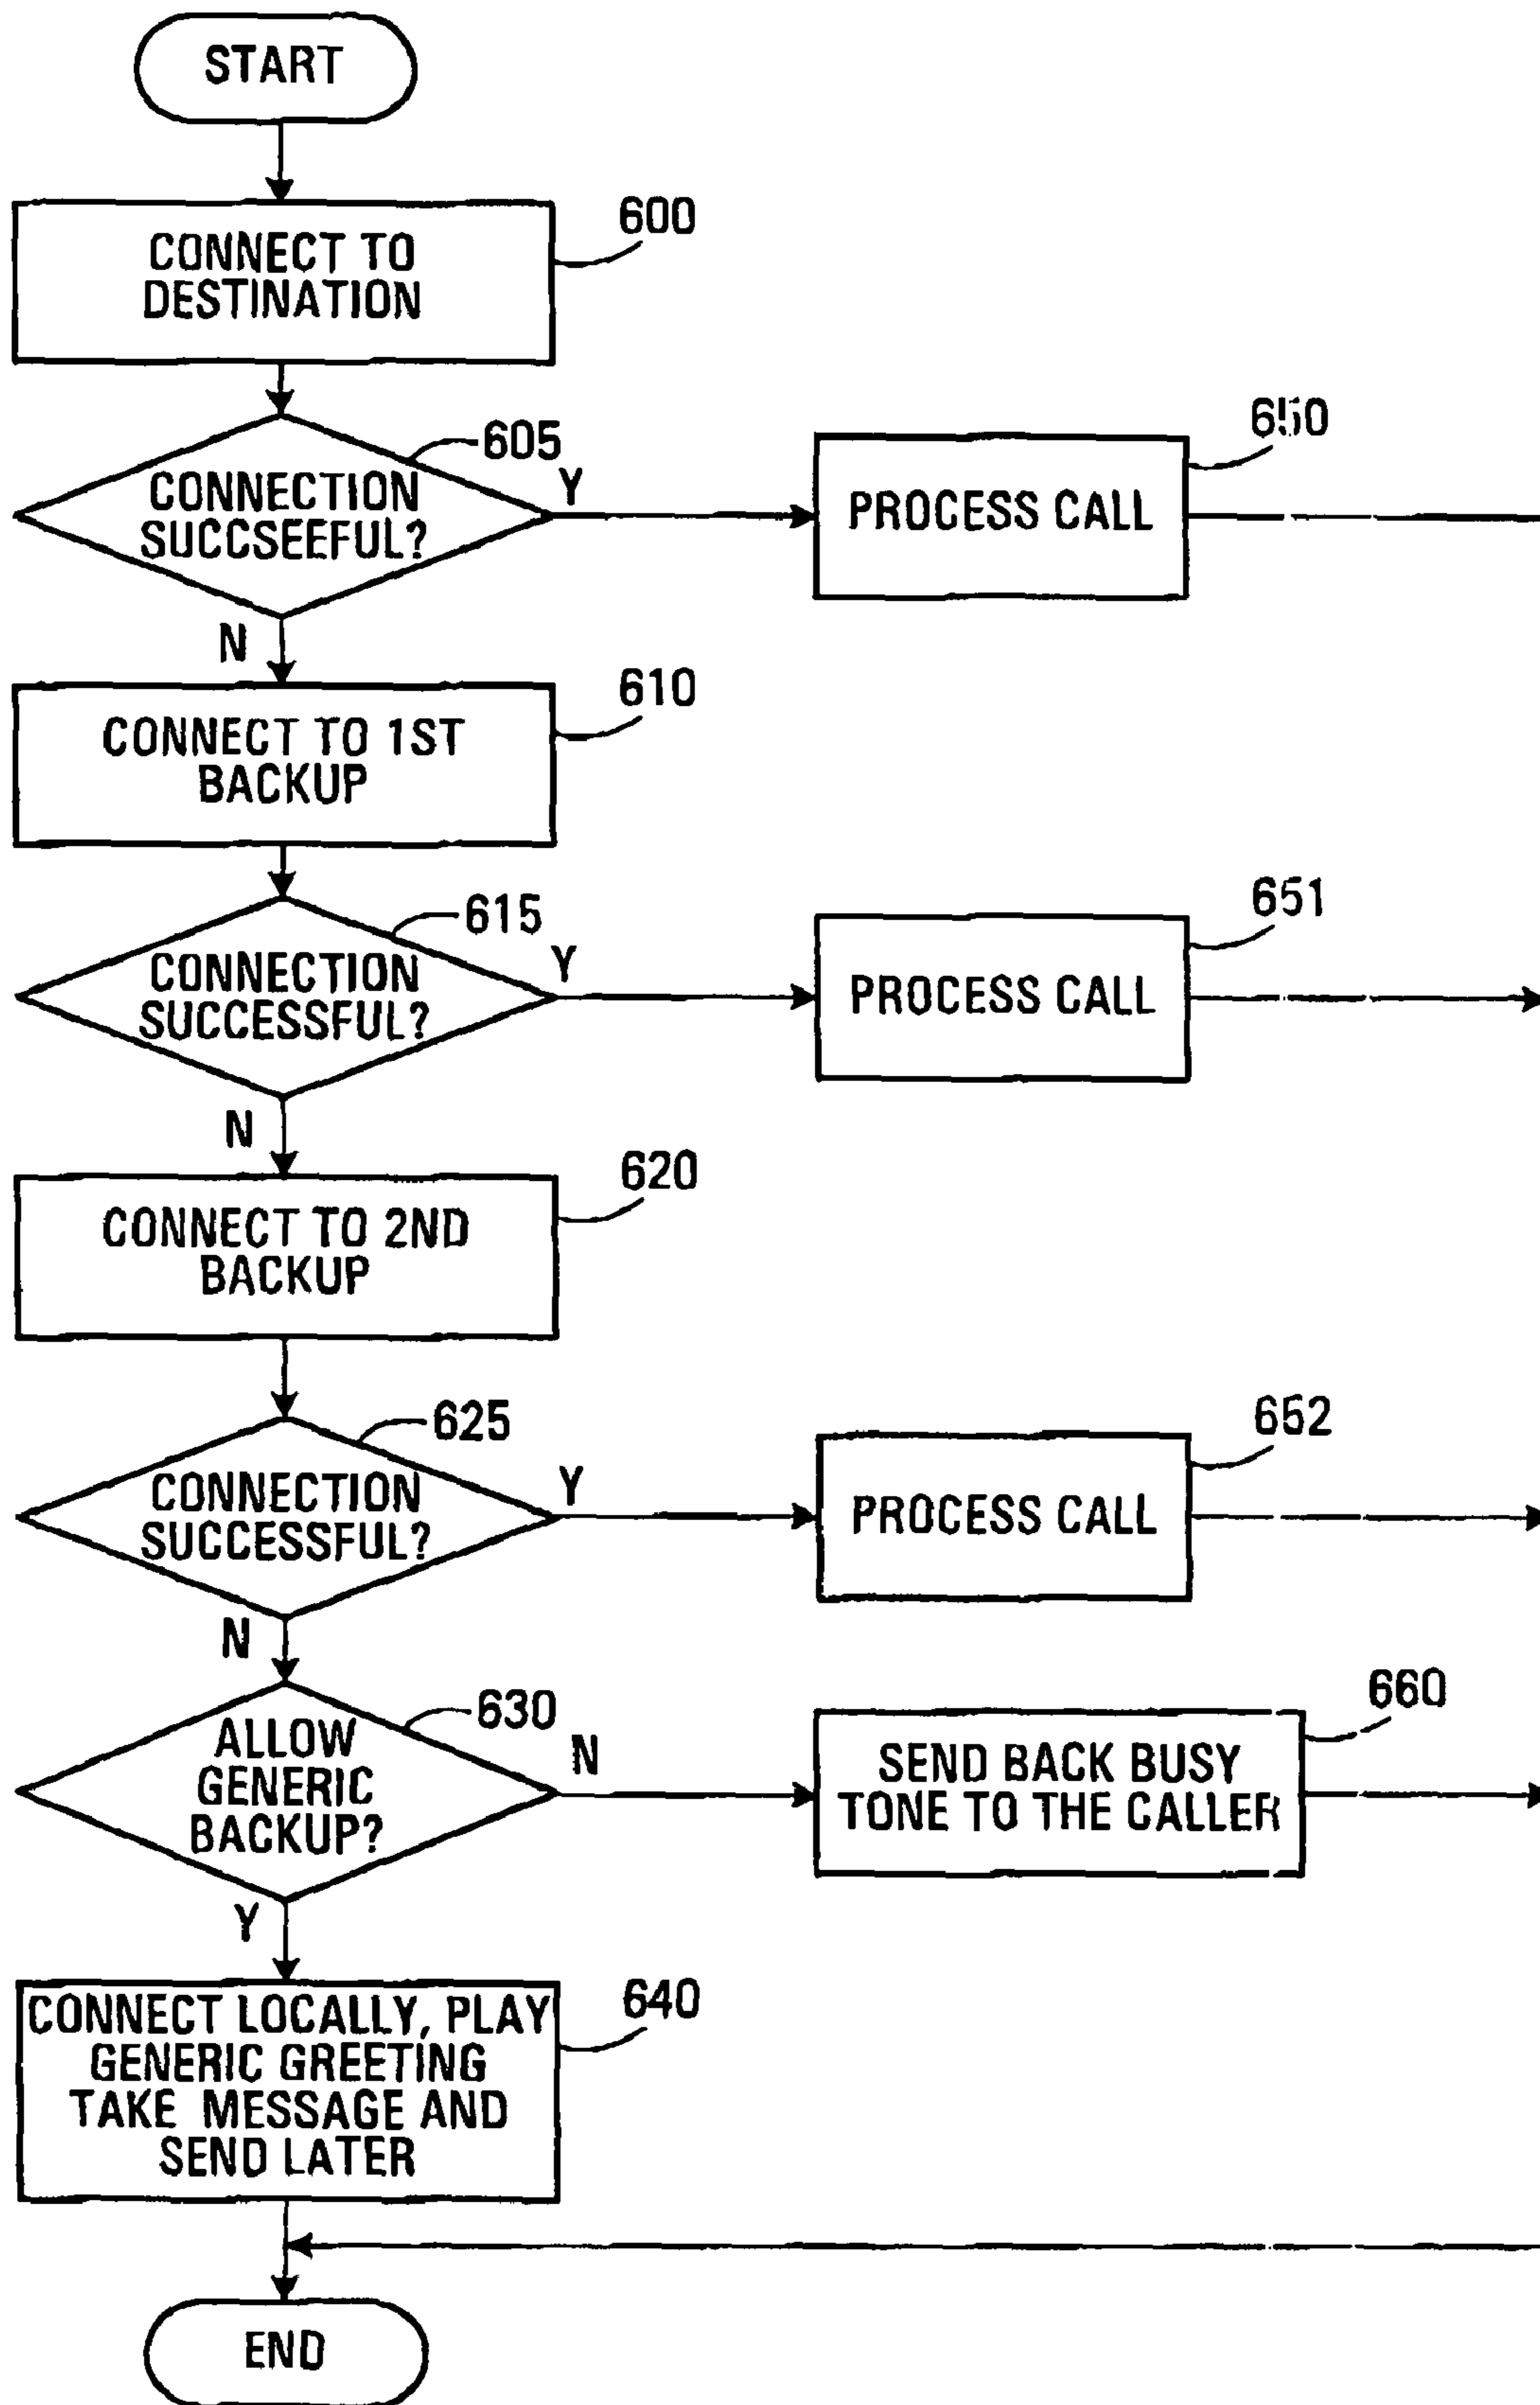 START
600
CONNECT TO
DESTINATION
605
CONNECTION
SUCCSEEFUL?
Y
N
650
PROCESS CALL
610
CONNECT TO 1ST
BACKUP
615
CONNECTION
SUCCESSFUL?
Y
N
651
PROCESS CALL
620
CONNECT TO 2ND
BACKUP
625
CONNECTION
SUCCESSFUL?
Y
N
652
PROCESS CALL
630
ALLOW
GENERIC
BACKUP?
N
Y
660
SEND BACK BUSY
TONE TO THE CALLER
640
CONNECT LOCALLY, PLAY
GENERIC GREETING
TAKE MESSAGE AND
SEND LATER
END